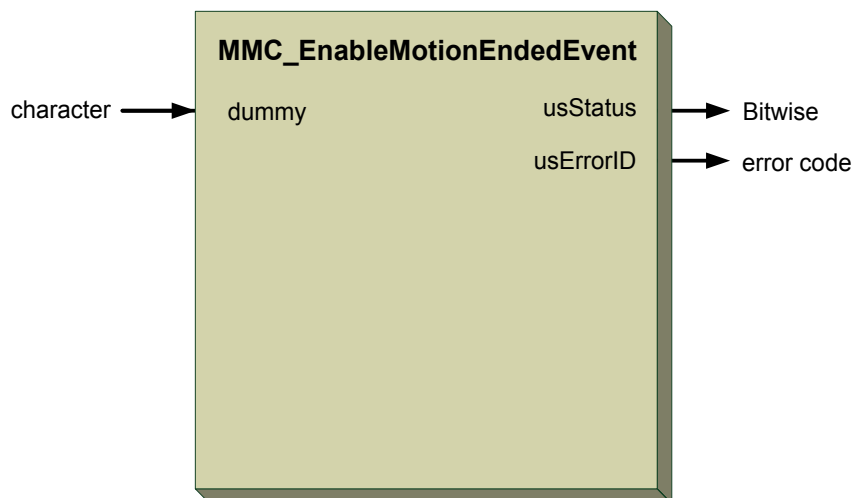 MMC_EnableMotionEndedEvent
character dummy usStatus Bitwise
usErrorID error code